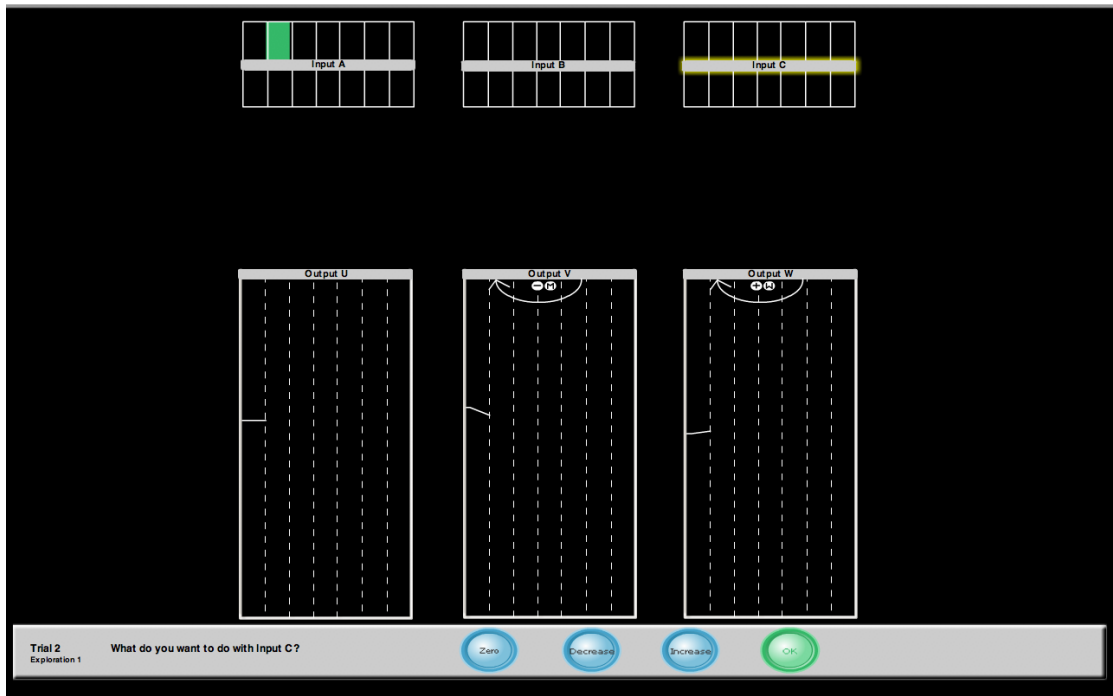 Input A
Input B
Input C
Output U
Output V
Output W
Trial 2
What do you want to do with Input C?
Exploration 1
Zero
Decrease
Increase
OK